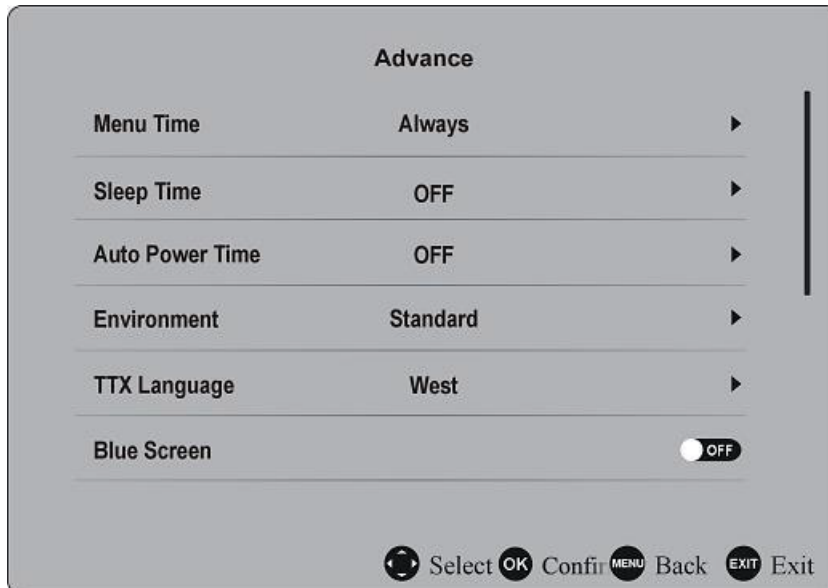 Advance
Menu Time Always
Sleep Time OFF
Auto Power Time OFF
Environment Standard
TTX Language West
Blue Screen OFF
Select OK Confir MENU Back EXIT Exit